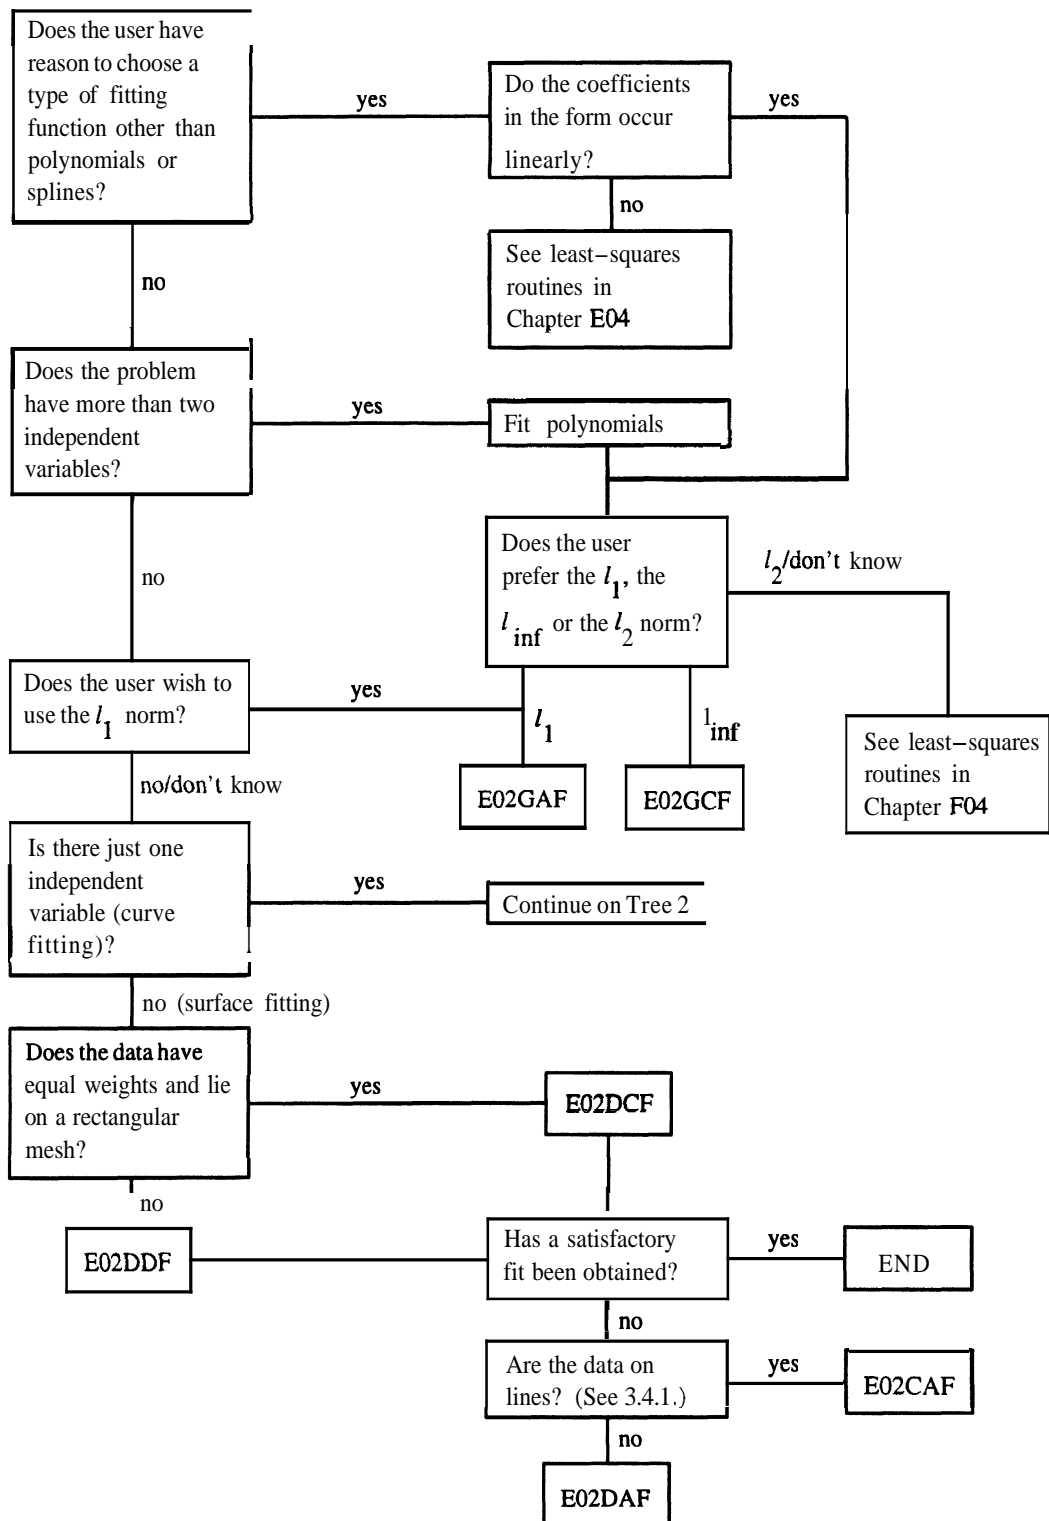 Does the user have
reason to choose a
type of fitting
function other than
polynomials or
splines?
yes
Do the coefficients
in the form occur
linearly?
yes
no
no
See least-squares
routines in
Chapter E04
Does the problem
have more than two
independent
variables?
yes
Fit polynomials
no
Does the user
prefer the l1, the
l inf or the l2 norm?
l2/don't know
Does the user wish to
use the l1 norm?
yes
l1
1inf
See least-squares
routines in
Chapter F04
no/don't know
E02GAF
E02GCF
Is there just one
independent
variable (curve
fitting)?
yes
Continue on Tree 2
no (surface fitting)
Does the data have
equal weights and lie
on a rectangular
mesh?
yes
E02DCF
no
E02DDF
Has a satisfactory
fit been obtained?
yes
END
no
Are the data on
lines? (See 3.4.1.)
yes
E02CAF
no
E02DAF